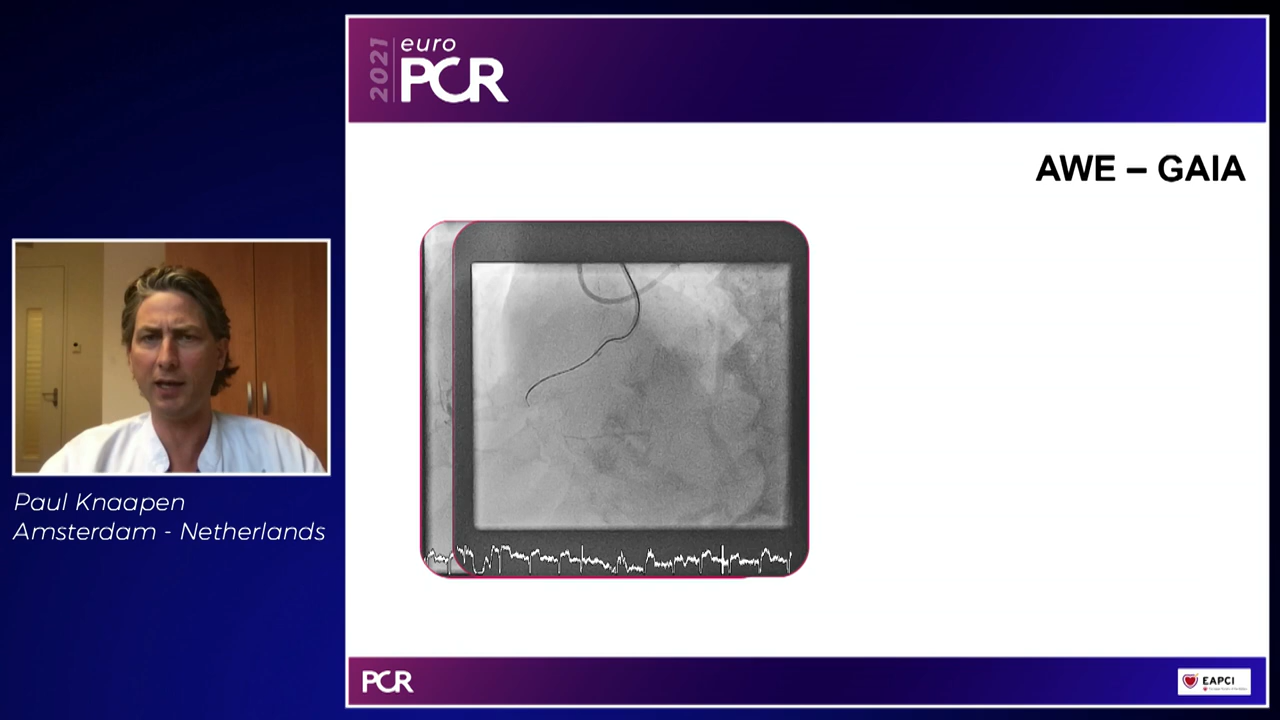 2021
euro
PCR
AWE – GAIA
Paul Knaapen
Amsterdam - Netherlands
PCR
EAPCI